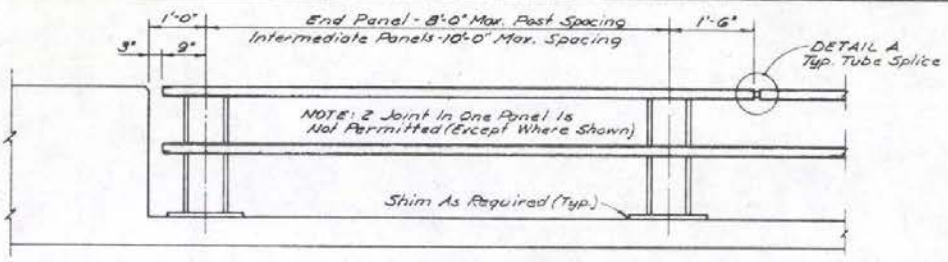 1'-0"
End Panel - 8'-0" Max. Post Spacing
Intermediate Panels - 10'-0" Max. Spacing
1'-6"
3"
9"
DETAIL A
Typ. Tube Splice
NOTE: 2 Joint In One Panel Is
Not Permitted (Except Where Shown)
Shim As Required (Typ.)